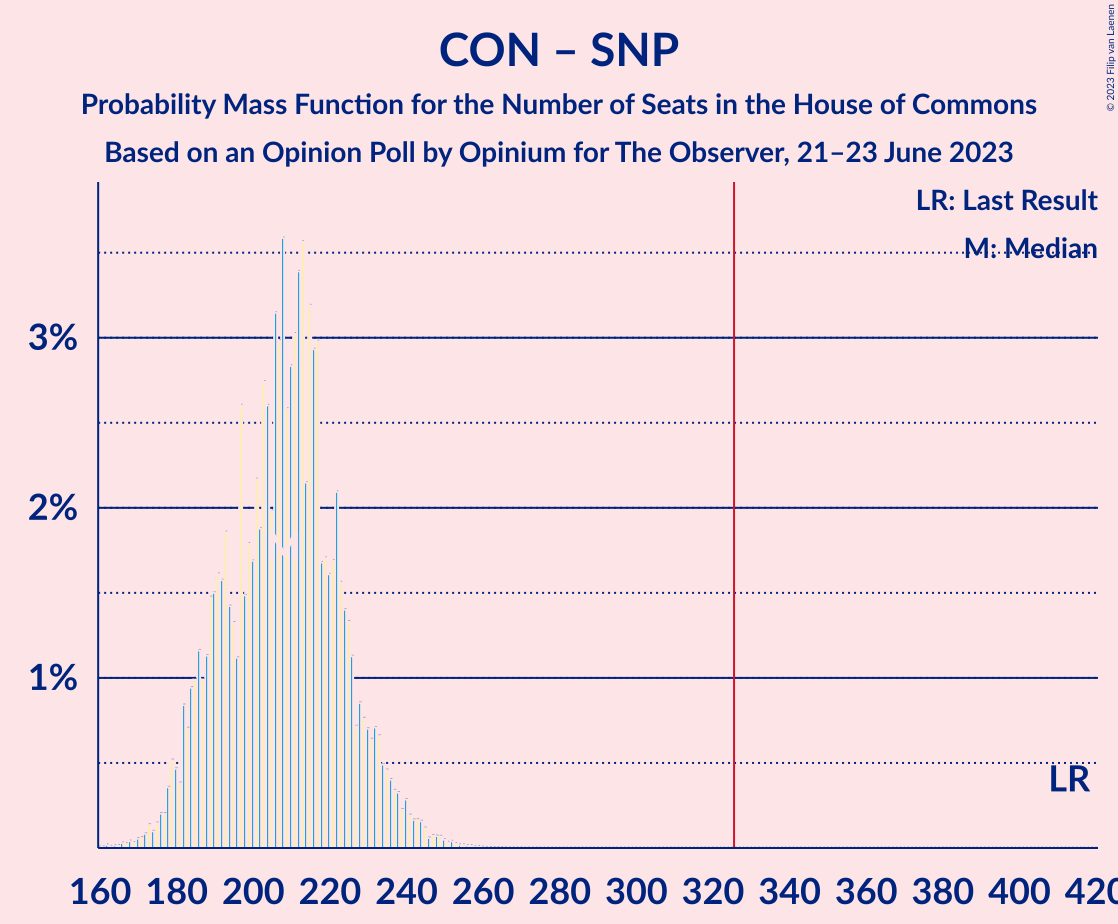 CON – SNP
Probability Mass Function for the Number of Seats in the House of Commons
Based on an Opinion Poll by Opinium for The Observer, 21–23 June 2023
© 2023 Filip van Laenen
LR: Last Result
M: Median
3%
2%
1%
LR
160 180 200 220 240 260 280 300 320 340 360 380 400 420